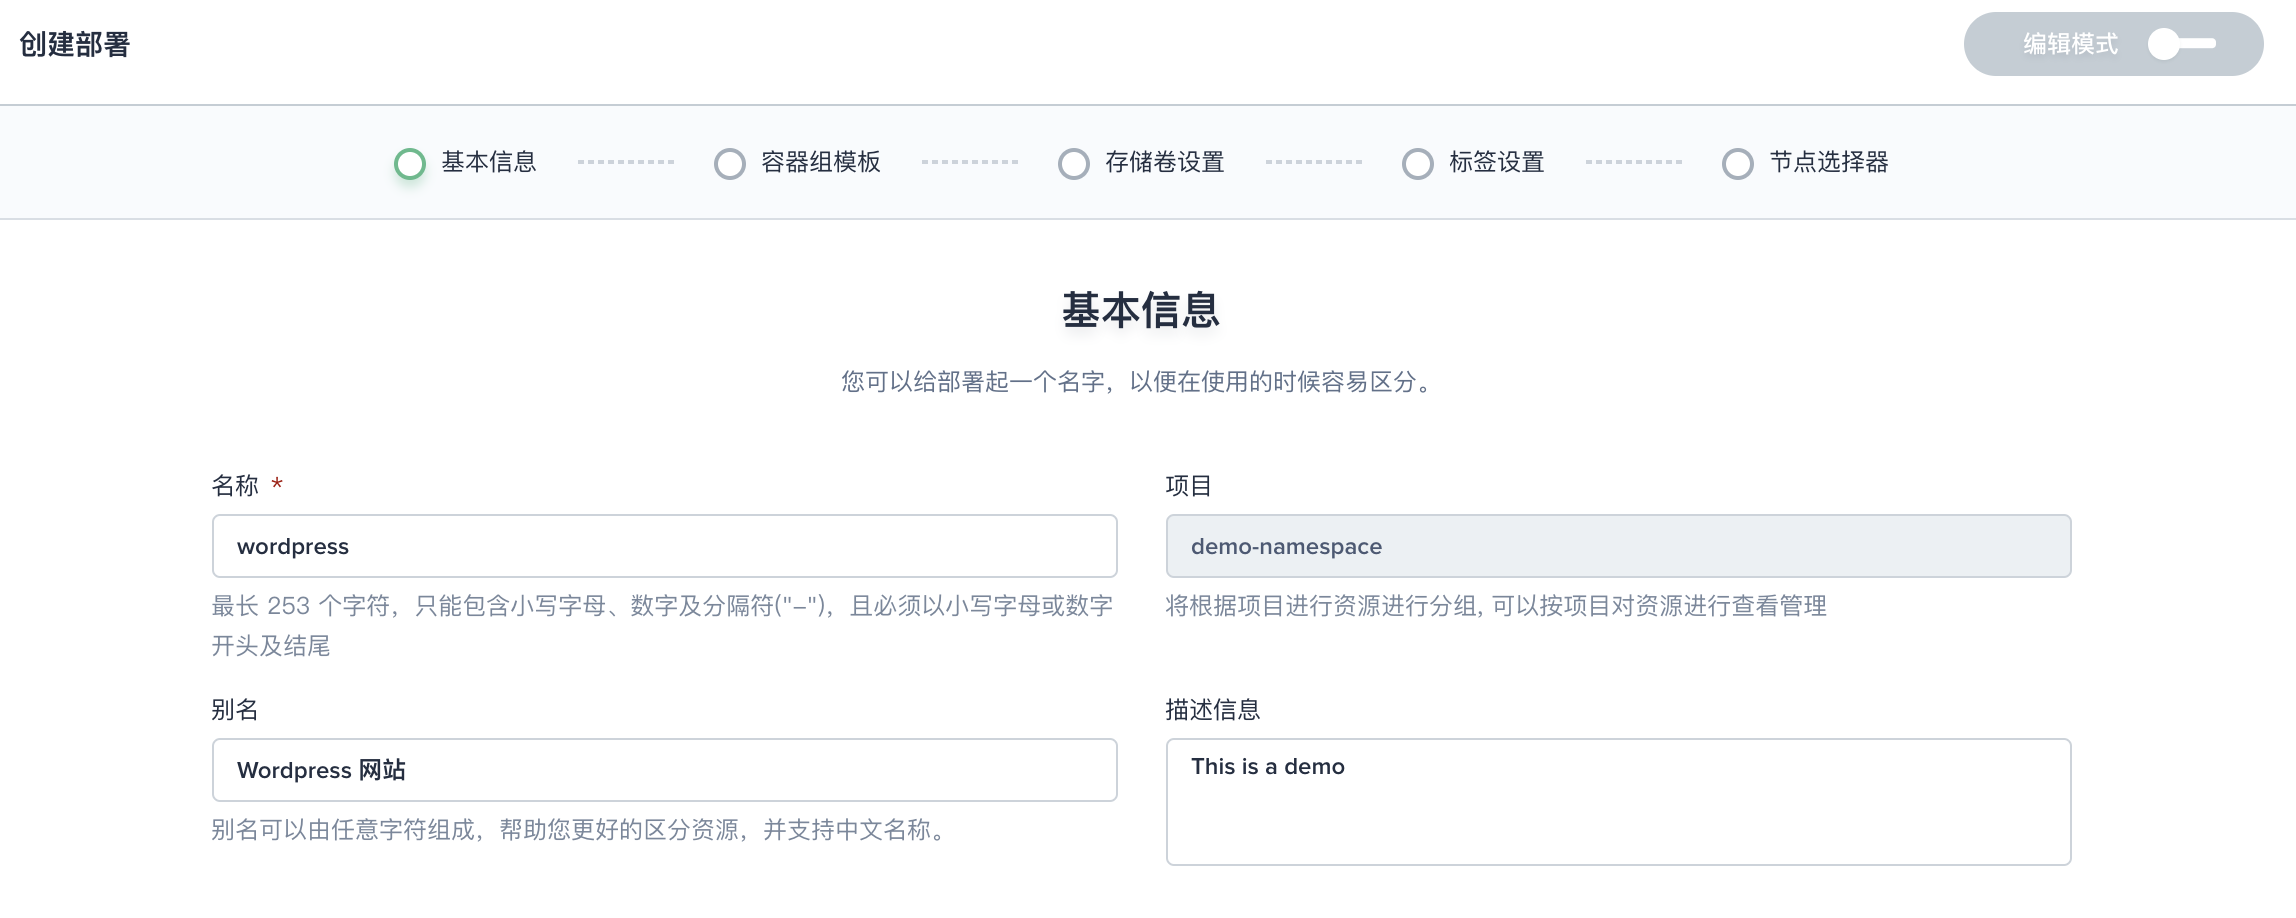 创建部署
编辑模式
基本信息
容器组模板
存储卷设置
标签设置
节点选择器
基本信息
您可以给部署起一个名字，以便在使用的时候容易区分。
名称 *
项目
wordpress
demo-namespace
最长 253 个字符，只能包含小写字母、数字及分隔符("-")，且必须以小写字母或数字
开头及结尾
将根据项目进行资源进行分组, 可以按项目对资源进行查看管理
别名
描述信息
Wordpress 网站
This is a demo
别名可以由任意字符组成，帮助您更好的区分资源，并支持中文名称。